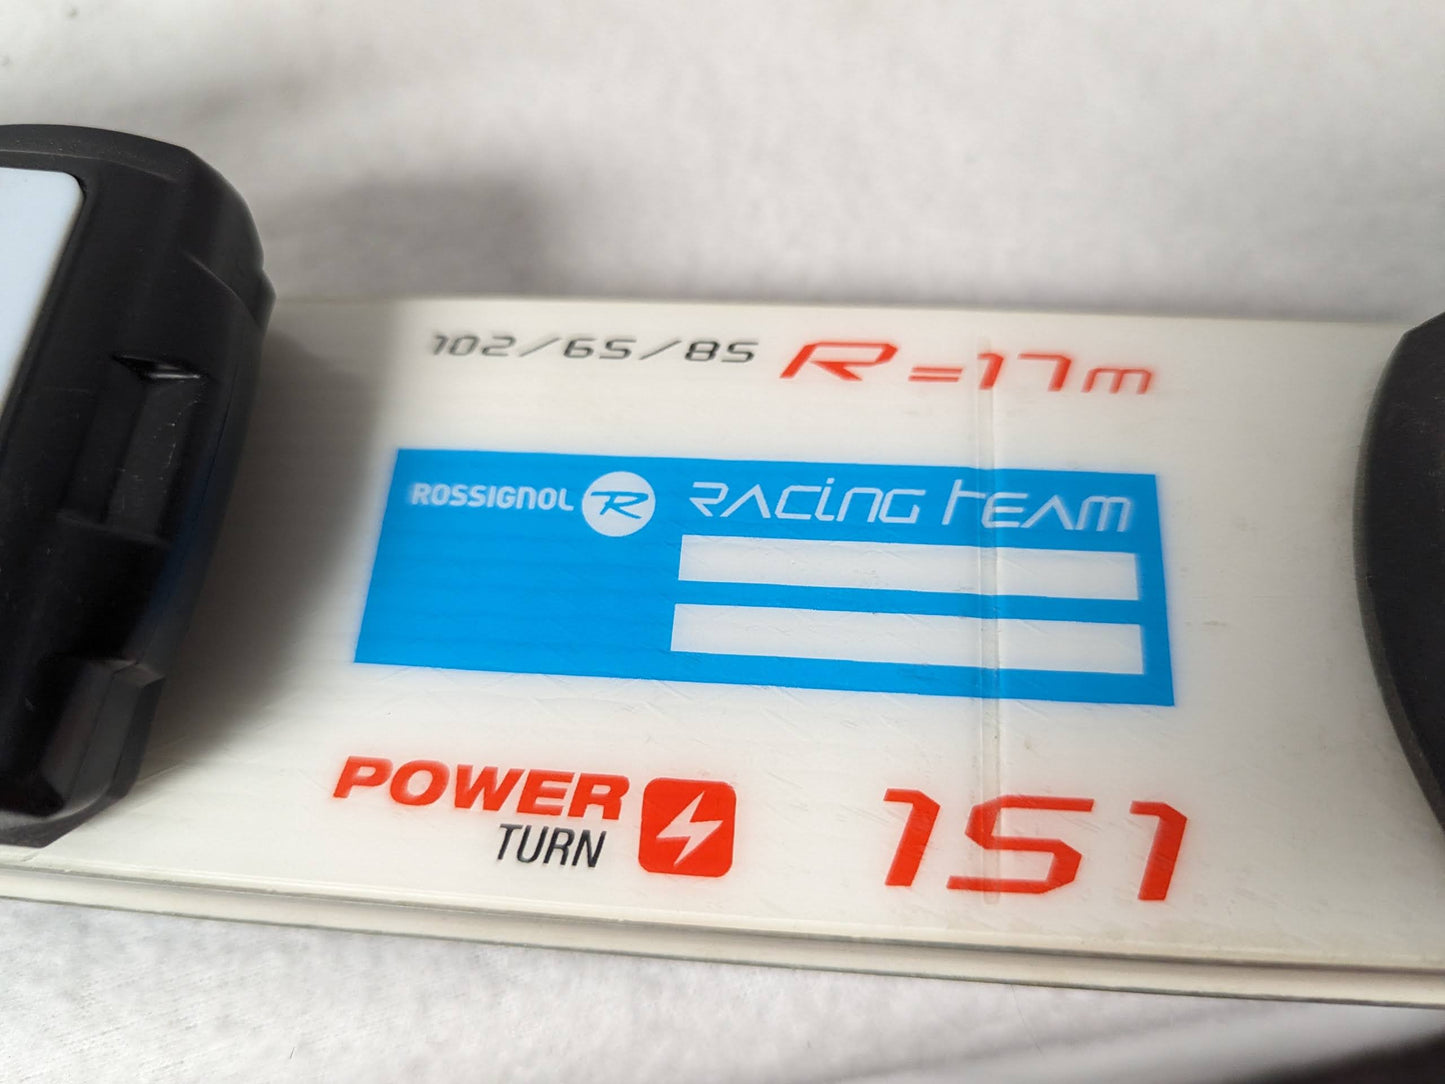 102/65/85 R=17m
ROSSIGNOL R RACING TEAM
POWER
TURN
151